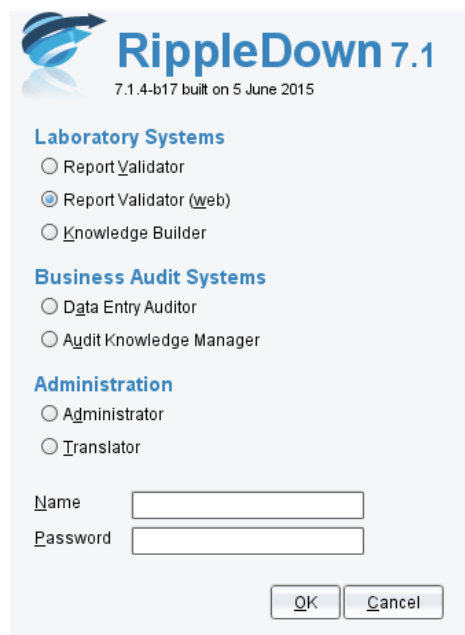 RippleDown 7.1
7.1.4-b17 built on 5 June 2015
Laboratory Systems
Report Validator
Report Validator (web)
Knowledge Builder
Business Audit Systems
Data Entry Auditor
Audit Knowledge Manager
Administration
Administrator
Translator
Name
Password
OK Cancel